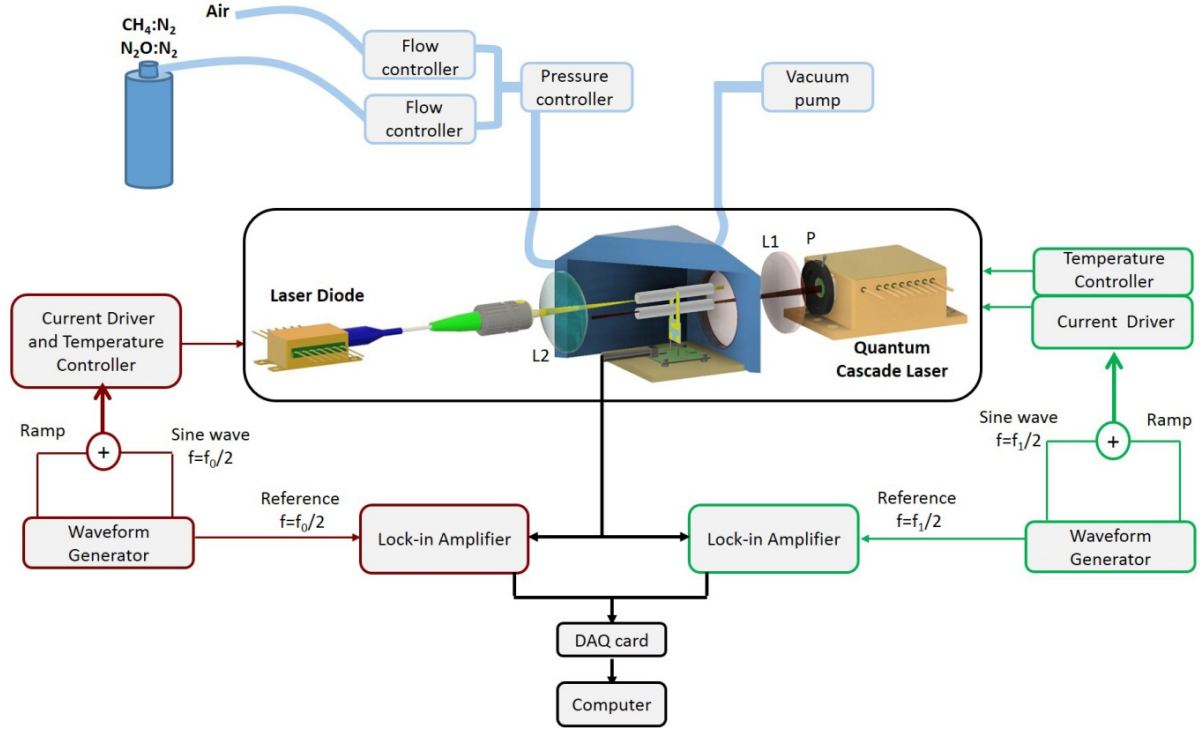 CH₄:N₂
N₂O:N₂
Air
Flow
controller
Flow
controller
Pressure
controller
Vacuum
pump
Laser Diode
L2
L1
P
Quantum
Cascade Laser
Current Driver
and Temperature
Controller
Temperature
Controller
Current Driver
Ramp
+
Sine wave
f=f₀/2
Waveform
Generator
Reference
f=f₀/2
Lock-in Amplifier
Lock-in Amplifier
Reference
f=f₁/2
Sine wave
f=f₁/2
+
Ramp
Waveform
Generator
DAQ card
Computer